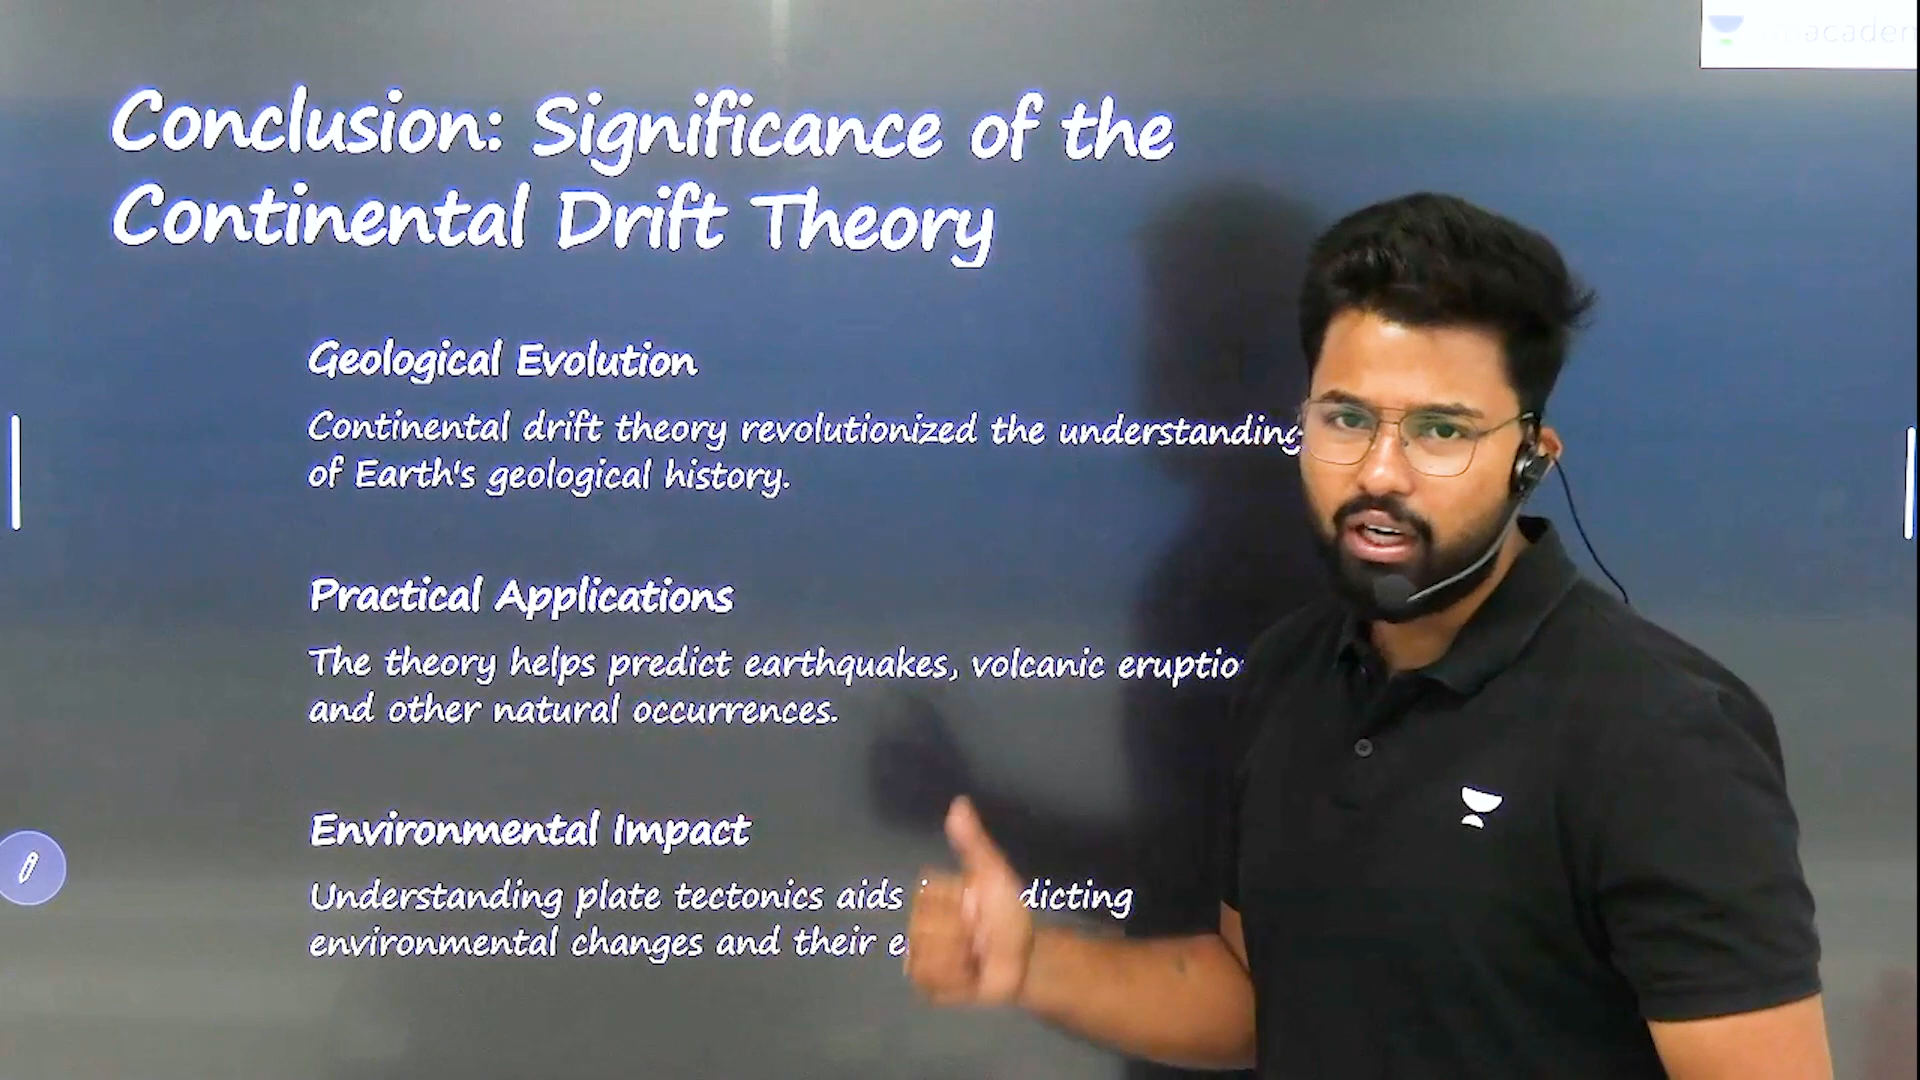 acade
Conclusion: Significance of the
Continental Drift Theory
Geological Evolution
Continental drift theory revolutionized the understanding
of Earth's geological history.
Practical Applications
The theory helps predict earthquakes, volcanic
and other natural occurrences.
Environmental Impact
Understanding plate tectonics aids
environmental changes and their